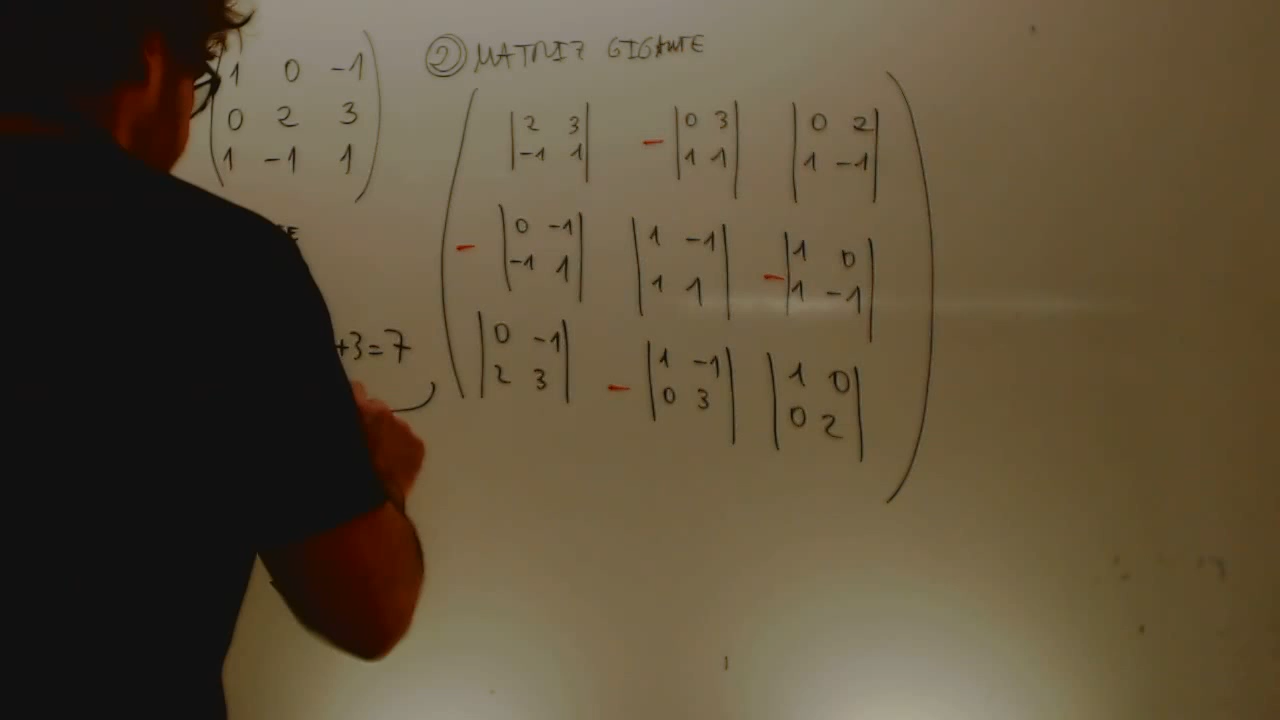 1 0 -1
0 2 3
1 -1 1
+3=7
② MATRIZ GIGANTE
|2 3| -|0 3| |0 2|
|-1 1| |1 1| |1 -1|
-|0 -1| |1 -1| -|1 0|
|-1 1| |1 1| |1 -1|
|0 -1| -|1 -1| |1 0|
|2 3| |0 3| |0 2|